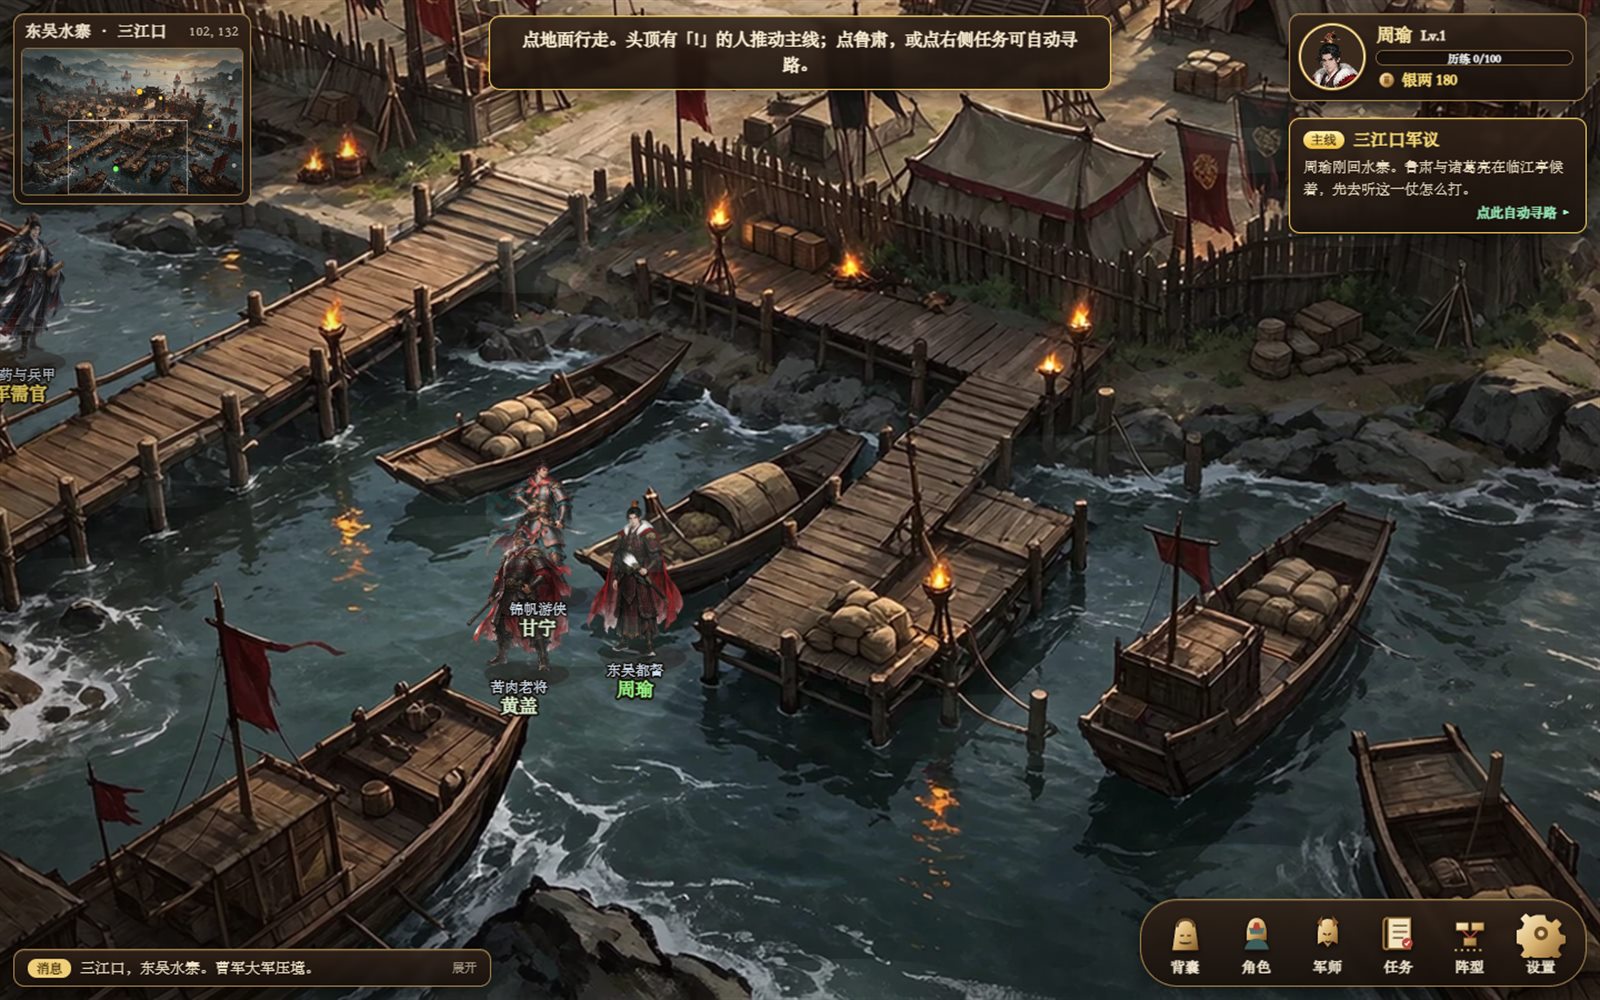 东吴水寨 · 三江口 102, 132
点地面行走。头顶有「!」的人推动主线；点鲁肃，或点右侧任务可自动寻
路。
周瑜 Lv.1
历练 0/100
银两 180
主线 三江口军议
周瑜刚回水寨。鲁肃与诸葛亮在临江亭候
着，先去听这一仗怎么打。
点此自动寻路
药与兵甲
军需官
锦帆游侠
甘宁
苦肉老将
黄盖
东吴都督
周瑜
消息 三江口，东吴水寨。曹军大军压境。 展开
背囊 角色 军师 任务 阵型 设置